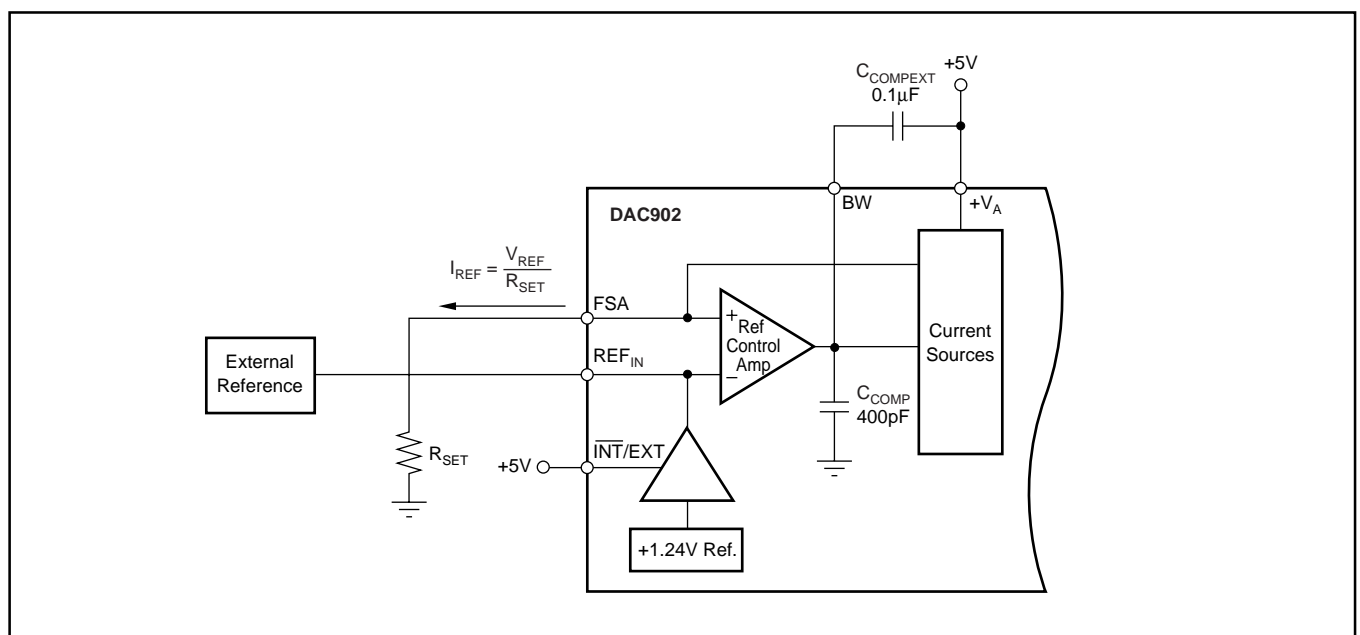 C_COMPEXT
0.1µF
+5V
BW
+V_A
DAC902
I_REF = V_REF / R_SET
FSA
+
Ref
Control
Amp
–
Current
Sources
External
Reference
REF_IN
C_COMP
400pF
R_SET
+5V
I̅N̅T̅/EXT
+1.24V Ref.